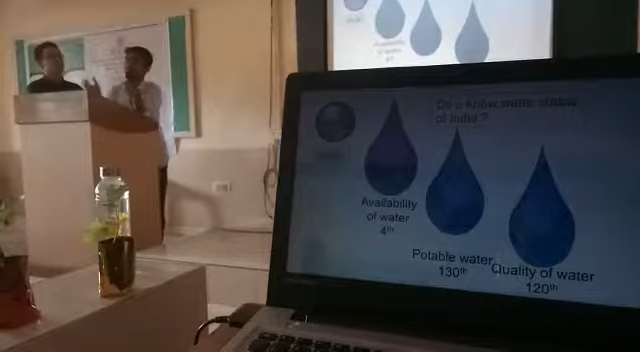 Do u know water status
of india ?
Availability
of water
4th
Potable water
130th
Quality of water
120th